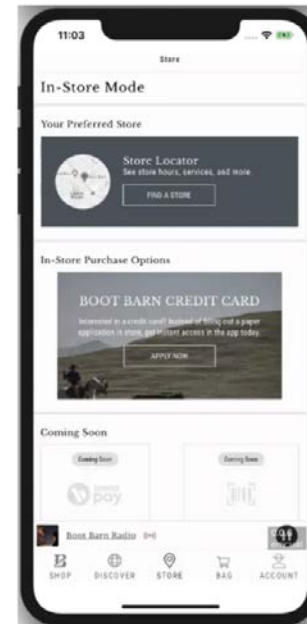 11:03
Store
In-Store Mode
Your Preferred Store
Store Locator
See store hours, services, and more.
FIND A STORE
In-Store Purchase Options
BOOT BARN CREDIT CARD
Interested in a credit card? Instead of filling out a paper
application in store, get instant access in the app today.
APPLY NOW
Coming Soon
Coming Soon
Coming Soon
pay
Boot Barn Radio
B
SHOP
DISCOVER
STORE
BAG
ACCOUNT